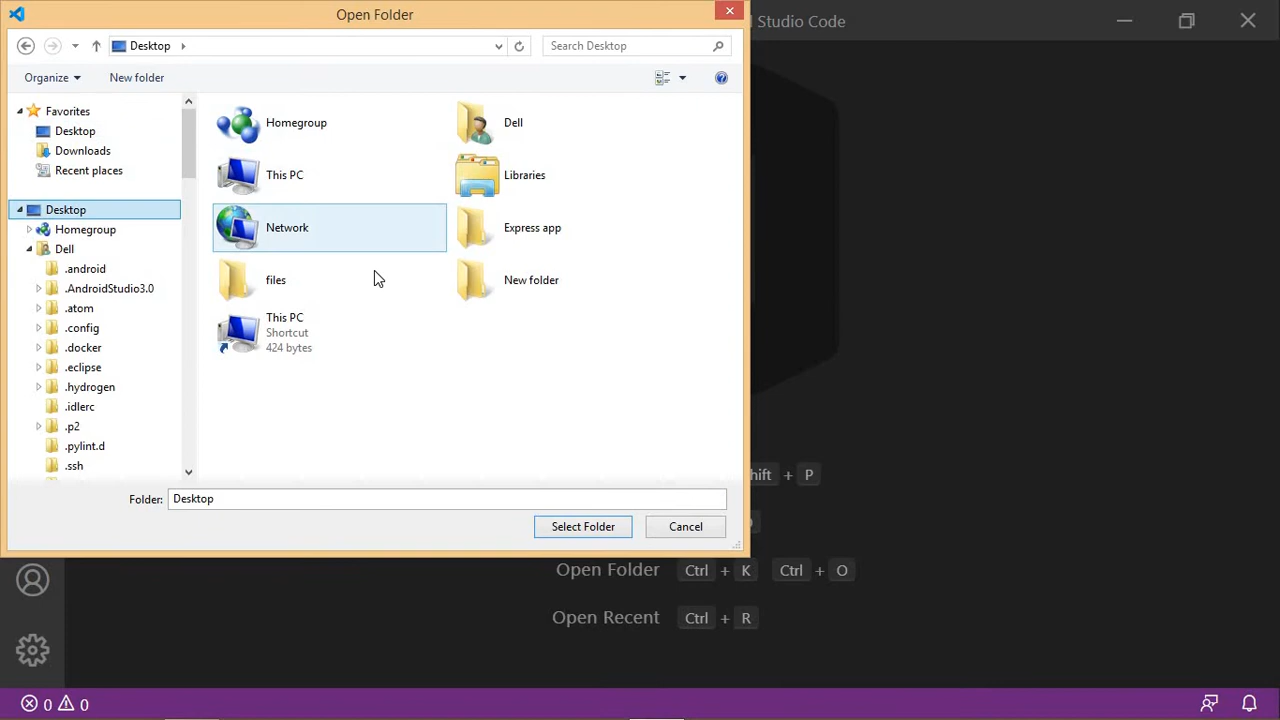 Open Folder
Studio Code
Desktop
Search Desktop
Organize
New folder
Favorites
Desktop
Downloads
Recent places
Desktop
Homegroup
Dell
.android
.AndroidStudio3.0
.atom
.config
.docker
.eclipse
.hydrogen
.idlerc
.p2
.pylint.d
.ssh
Homegroup
Dell
This PC
Libraries
Network
Express app
files
New folder
This PC
Shortcut
424 bytes
Folder: Desktop
Select Folder
Cancel
hift + P
Open Folder Ctrl + K Ctrl + O
Open Recent Ctrl + R
0 0